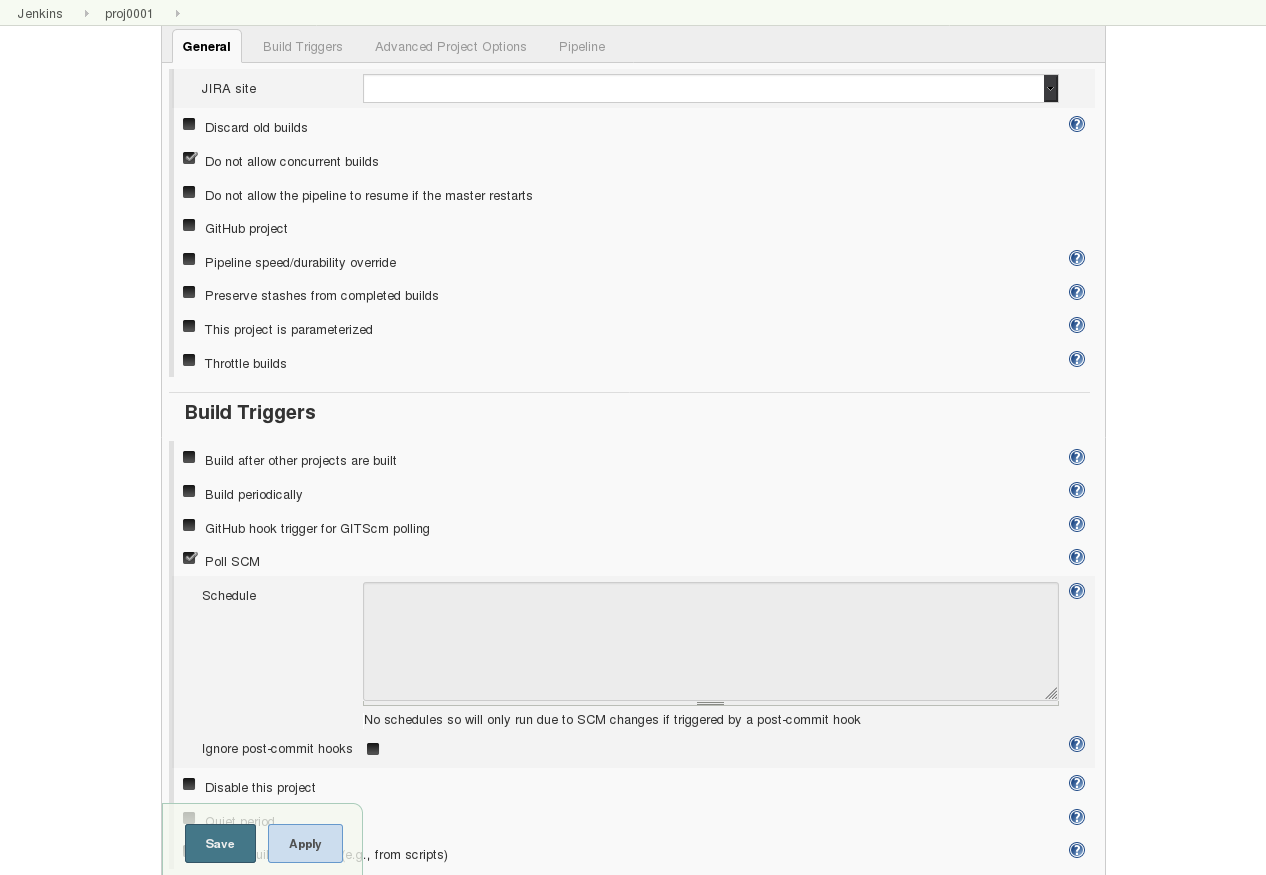 Jenkins proj0001
General Build Triggers Advanced Project Options Pipeline
JIRA site
Discard old builds
Do not allow concurrent builds
Do not allow the pipeline to resume if the master restarts
GitHub project
Pipeline speed/durability override
Preserve stashes from completed builds
This project is parameterized
Throttle builds
Build Triggers
Build after other projects are built
Build periodically
GitHub hook trigger for GITScm polling
Poll SCM
Schedule
No schedules so will only run due to SCM changes if triggered by a post-commit hook
Ignore post-commit hooks
Disable this project
Quiet period
Save Apply
(e.g., from scripts)